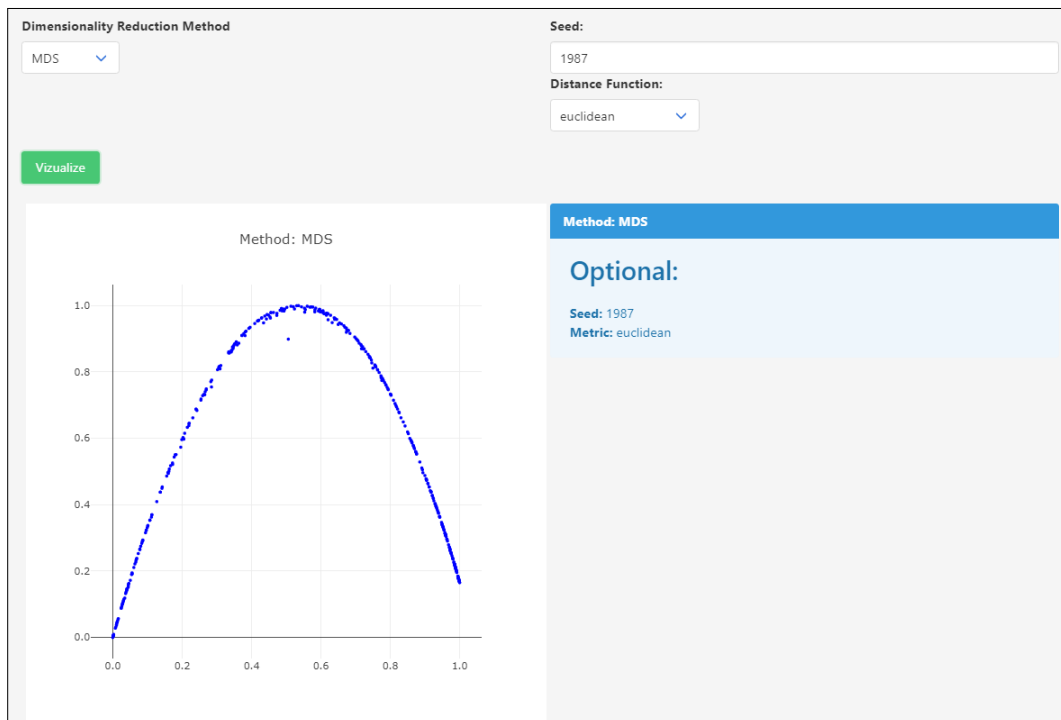 Dimensionality Reduction Method
MDS
Seed:
1987
Distance Function:
euclidean
Vizualize
Method: MDS
1.0
0.8
0.6
0.4
0.2
0.0
0.0 0.2 0.4 0.6 0.8 1.0
Method: MDS
Optional:
Seed: 1987
Metric: euclidean